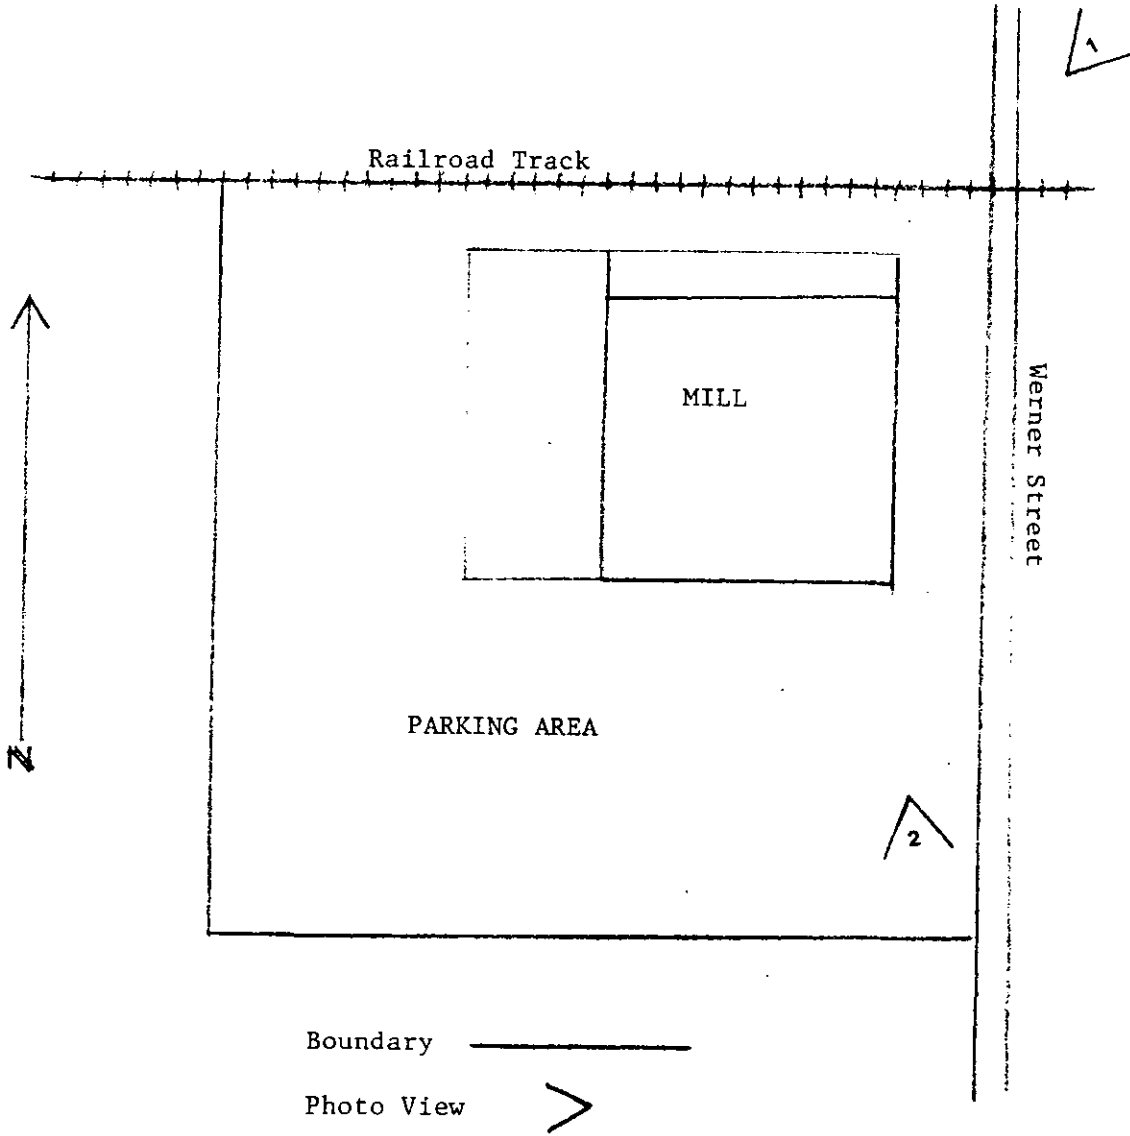 1
Railroad Track
MILL
Werner Street
N
PARKING AREA
2
Boundary
Photo View